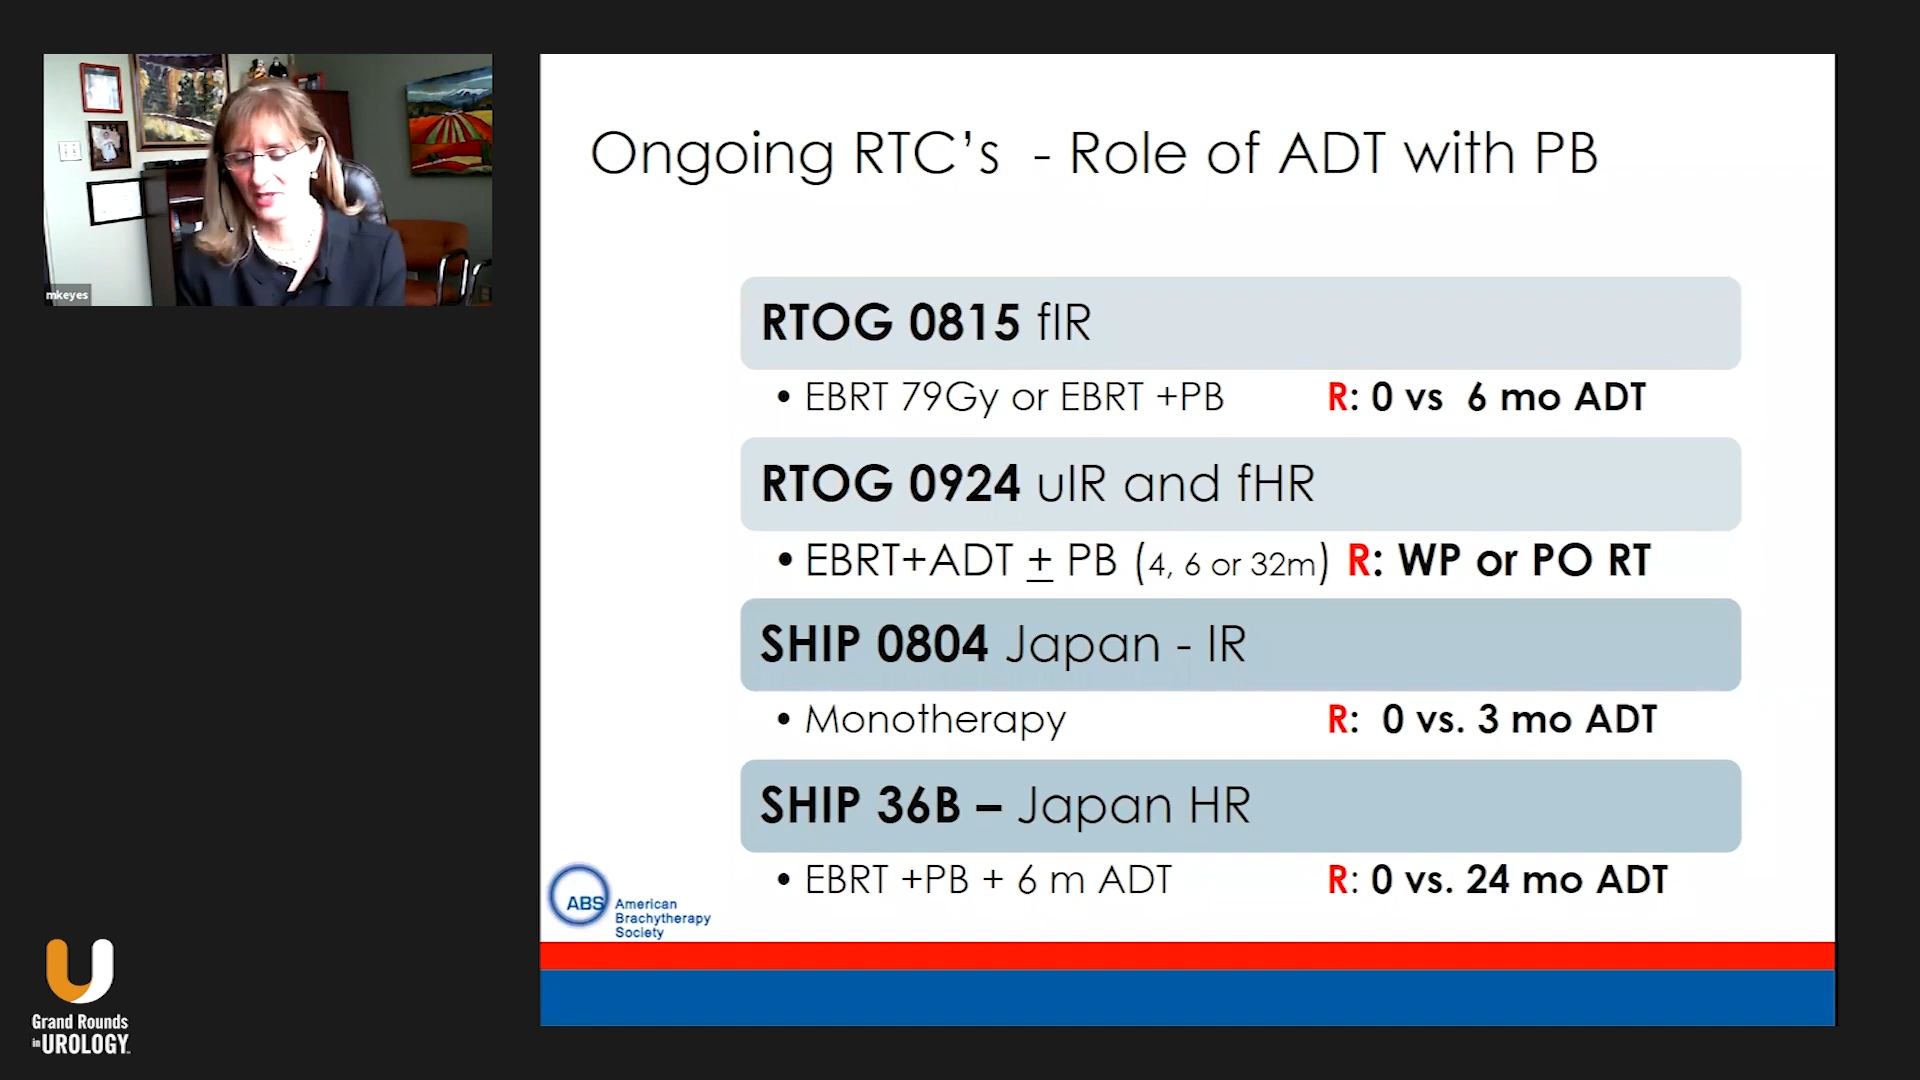 mkeyes
Ongoing RTC's - Role of ADT with PB
RTOG 0815 fIR
• EBRT 79Gy or EBRT +PB R: 0 vs 6 mo ADT
RTOG 0924 uIR and fHR
• EBRT+ADT ± PB (4, 6 or 32m) R: WP or PO RT
SHIP 0804 Japan - IR
• Monotherapy R: 0 vs. 3 mo ADT
SHIP 36B – Japan HR
• EBRT +PB + 6 m ADT R: 0 vs. 24 mo ADT
ABS
American
Brachytherapy
Society
Grand Rounds
in UROLOGY